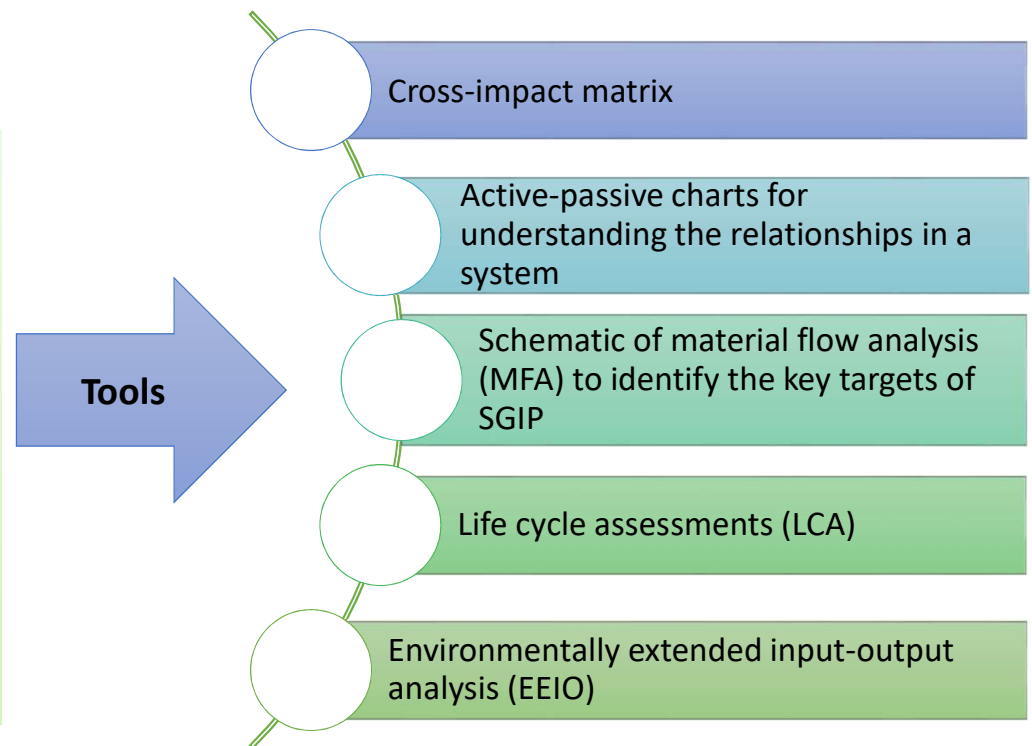 Tools
Cross-impact matrix
Active-passive charts for
understanding the relationships in a
system
Schematic of material flow analysis
(MFA) to identify the key targets of
SGIP
Life cycle assessments (LCA)
Environmentally extended input-output
analysis (EEIO)